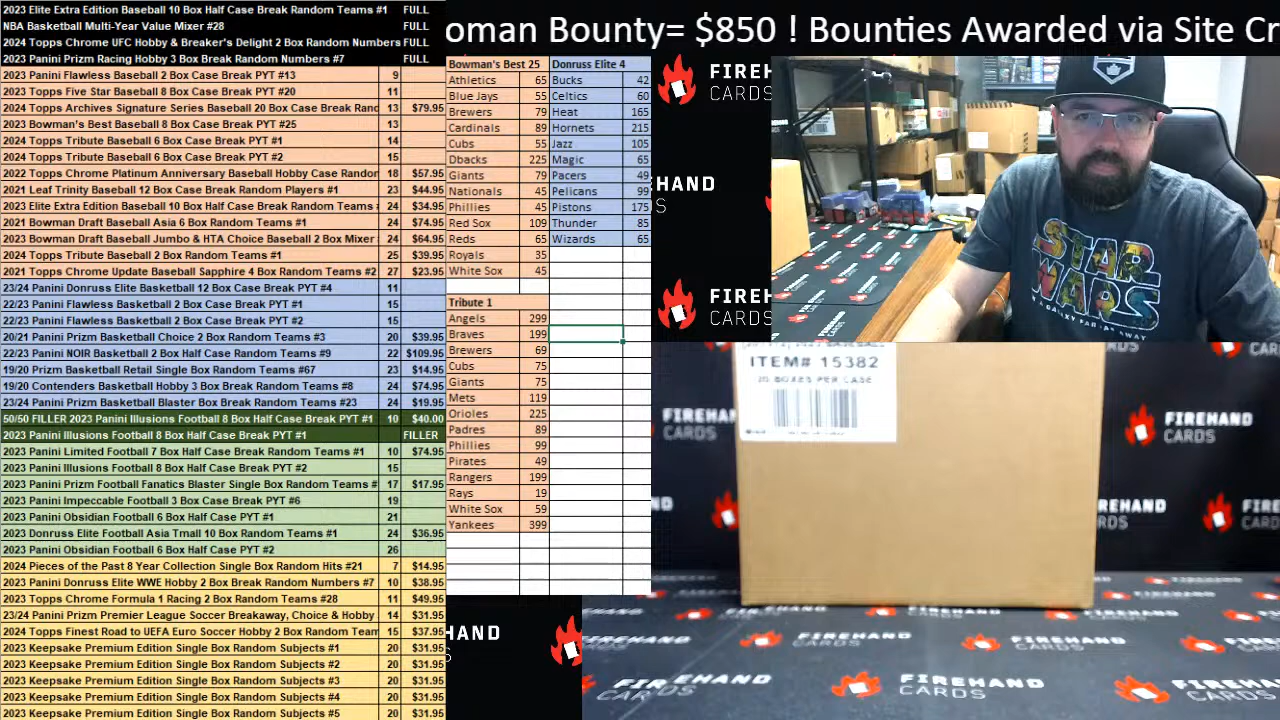 2023 Elite Extra Edition Baseball 10 Box Half Case Break Random Teams #1 FULL
NBA Basketball Multi-Year Value Mixer #28 FULL
2024 Topps Chrome UFC Hobby & Breaker's Delight 2 Box Random Numbers FULL
2023 Panini Prizm Racing Hobby 3 Box Break Random Numbers #7 FULL
2023 Panini Flawless Baseball 2 Box Case Break PYT #13 9
2023 Topps Five Star Baseball 8 Box Case Break PYT #20 11
2024 Topps Archives Signature Series Baseball 20 Box Case Break Ranc 13 $79.95
2023 Bowman's Best Baseball 8 Box Case Break PYT #25 13
2024 Topps Tribute Baseball 6 Box Case Break PYT #1 14
2024 Topps Tribute Baseball 6 Box Case Break PYT #2 15
2022 Topps Chrome Platinum Anniversary Baseball Hobby Case Randor 18 $57.95
2021 Leaf Trinity Baseball 12 Box Case Break Random Players #1 23 $44.95
2023 Elite Extra Edition Baseball 10 Box Half Case Break Random Teams 24 $34.95
2021 Bowman Draft Baseball Asia 6 Box Random Teams #1 24 $74.95
2023 Bowman Draft Baseball Jumbo & HTA Choice Baseball 2 Box Mixer 24 $64.95
2024 Topps Tribute Baseball 2 Box Random Teams #1 25 $39.95
2021 Topps Chrome Update Baseball Sapphire 4 Box Random Teams #2 27 $23.95
23/24 Panini Donruss Elite Basketball 12 Box Case Break PYT #4 11
22/23 Panini Flawless Basketball 2 Box Case Break PYT #1 15
22/23 Panini Flawless Basketball 2 Box Case Break PYT #2 15
20/21 Panini Prizm Basketball Choice 2 Box Random Teams #3 20 $39.95
22/23 Panini NOIR Basketball 2 Box Half Case Random Teams #9 22 $109.95
19/20 Prizm Basketball Retail Single Box Random Teams #67 23 $14.95
19/20 Contenders Basketball Hobby 3 Box Break Random Teams #8 24 $74.95
23/24 Panini Prizm Basketball Blaster Box Break Random Teams #23 24 $19.95
50/50 FILLER 2023 Panini Illusions Football 8 Box Half Case Break PYT #1 10 $40.00
2023 Panini Illusions Football 8 Box Half Case Break PYT #1 FILLER
2023 Panini Limited Football 7 Box Half Case Break Random Teams #1 10 $74.95
2023 Panini Illusions Football 8 Box Half Case Break PYT #2 15
2023 Panini Prizm Football Fanatics Blaster Single Box Random Teams # 17 $17.95
2023 Panini Impeccable Football 3 Box Case Break PYT #6 19
2023 Panini Obsidian Football 6 Box Half Case PYT #1 21
2023 Donruss Elite Football Asia Tmall 10 Box Random Teams #1 24 $36.95
2023 Panini Obsidian Football 6 Box Half Case PYT #2 26
2024 Pieces of the Past 8 Year Collection Single Box Random Hits #21 7 $14.95
2023 Panini Donruss Elite WWE Hobby 2 Box Break Random Numbers #7 10 $38.95
2023 Topps Chrome Formula 1 Racing 2 Box Random Teams #28 11 $49.95
23/24 Panini Prizm Premier League Soccer Breakaway, Choice & Hobby 14 $31.95
2024 Topps Finest Road to UEFA Euro Soccer Hobby 2 Box Random Team 15 $37.95
2023 Keepsake Premium Edition Single Box Random Subjects #1 20 $31.95
2023 Keepsake Premium Edition Single Box Random Subjects #2 20 $31.95
2023 Keepsake Premium Edition Single Box Random Subjects #3 20 $31.95
2023 Keepsake Premium Edition Single Box Random Subjects #4 20 $31.95
2023 Keepsake Premium Edition Single Box Random Subjects #5 20 $31.95
oman Bounty= $850 ! Bounties Awarded via Site Cr
Bowman's Best 25 Donruss Elite 4
Athletics 65 Bucks 42
Blue Jays 55 Celtics 60
Brewers 79 Heat 165
Cardinals 89 Hornets 215
Cubs 55 Jazz 105
Dbacks 225 Magic 65
Giants 79 Pacers 49
Nationals 45 Pelicans 99
Phillies 45 Pistons 175
Red Sox 109 Thunder 85
Reds 65 Wizards 65
Royals 35
White Sox 45
Tribute 1
Angels 299
Braves 199
Brewers 69
Cubs 75
Giants 75
Mets 119
Orioles 225
Padres 89
Phillies 99
Pirates 49
Rangers 199
Rays 19
White Sox 59
Yankees 399
FIREH
CARDS
HAND
S
FIREH
CARDS
HAND
S
STAR
WARS
ITEM# 15382
20 BOXES PER CASE
FIREHAN
CARDS
FIREHAND
CARDS
FIREHAND
CARDS
FIREHAND
CARDS